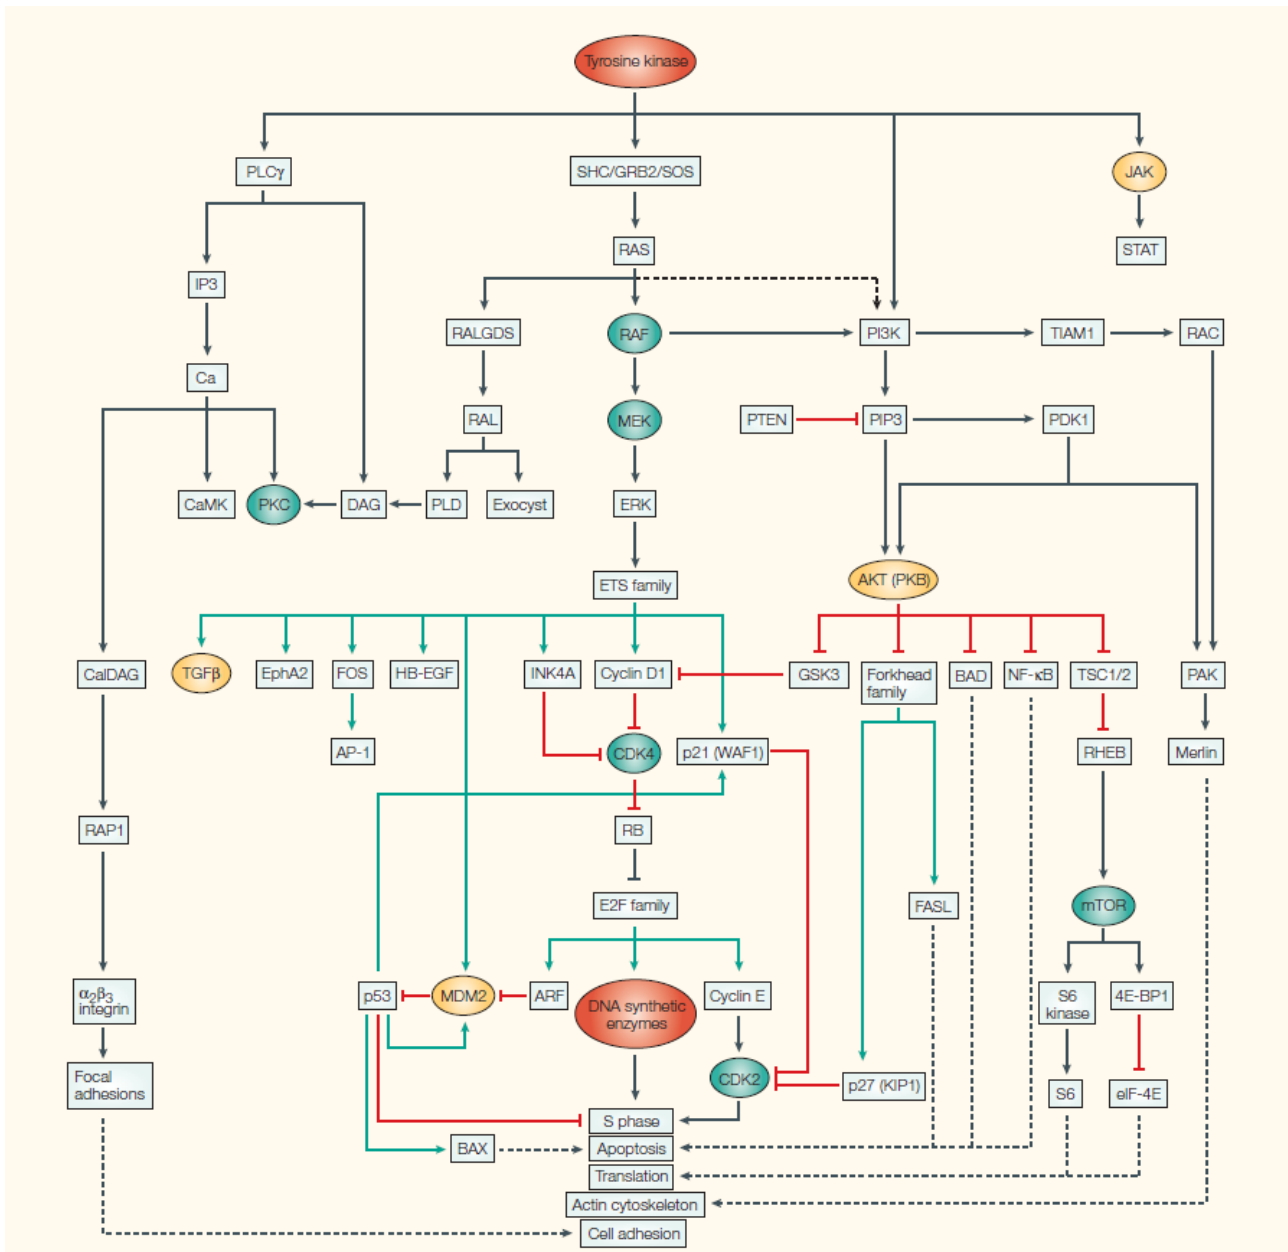 Tyrosine kinase
PLCγ
SHC/GRB2/SOS
JAK
RAS
STAT
IP3
RALGDS
RAF
PI3K
TIAM1
RAC
Ca
RAL
MEK
PTEN
PIP3
PDK1
CaMK
PKC
DAG
PLD
Exocyst
ERK
ETS family
AKT (PKB)
CalDAG
TGFβ
EphA2
FOS
HB-EGF
INK4A
Cyclin D1
GSK3
Forkhead
family
BAD
NF-κB
TSC1/2
PAK
AP-1
CDK4
p21 (WAF1)
RHEB
Merlin
RAP1
RB
E2F family
FASL
mTOR
α2β3
integrin
p53
MDM2
ARF
DNA synthetic
enzymes
Cyclin E
S6
kinase
4E-BP1
Focal
adhesions
CDK2
p27 (KIP1)
S6
eIF-4E
S phase
BAX
Apoptosis
Translation
Actin cytoskeleton
Cell adhesion